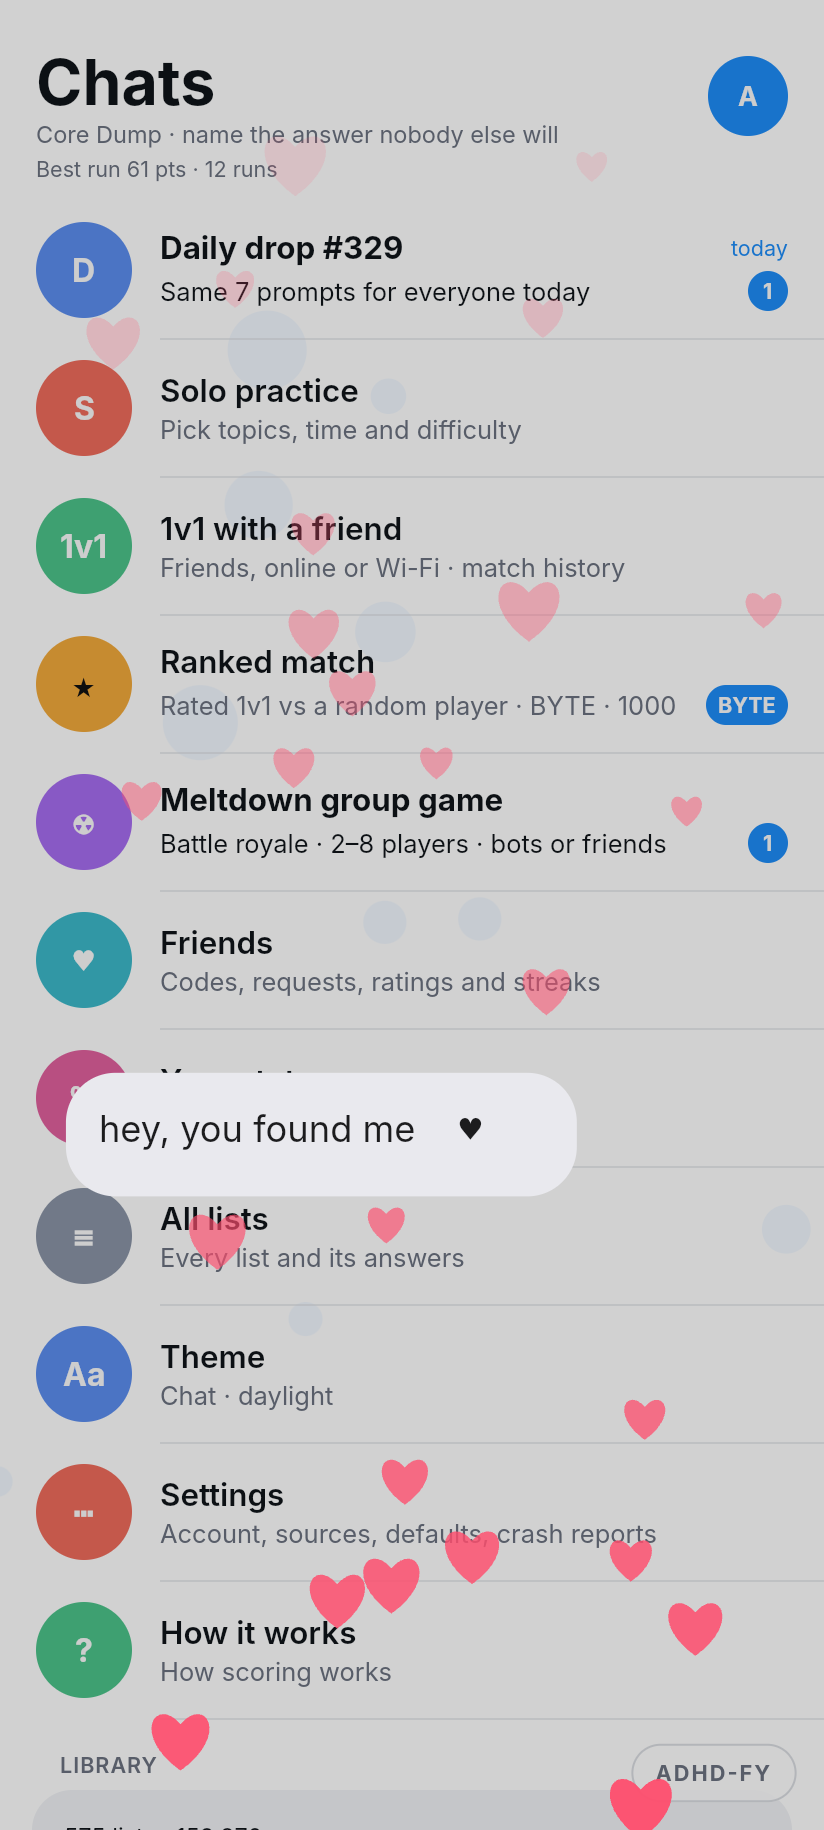 Chats
A
Core Dump · name the answer nobody else will
Best run 61 pts · 12 runs
D
Daily drop #329
today
Same 7 prompts for everyone today
1
S
Solo practice
Pick topics, time and difficulty
1v1
1v1 with a friend
Friends, online or Wi-Fi · match history
★
Ranked match
Rated 1v1 vs a random player · BYTE · 1000
BYTE
☢
Meltdown group game
Battle royale · 2–8 players · bots or friends
1
♥
Friends
Codes, requests, ratings and streaks
hey, you found me ♥
≡
All lists
Every list and its answers
Aa
Theme
Chat · daylight
…
Settings
Account, sources, defaults, crash reports
?
How it works
How scoring works
LIBRARY
ADHD-FY